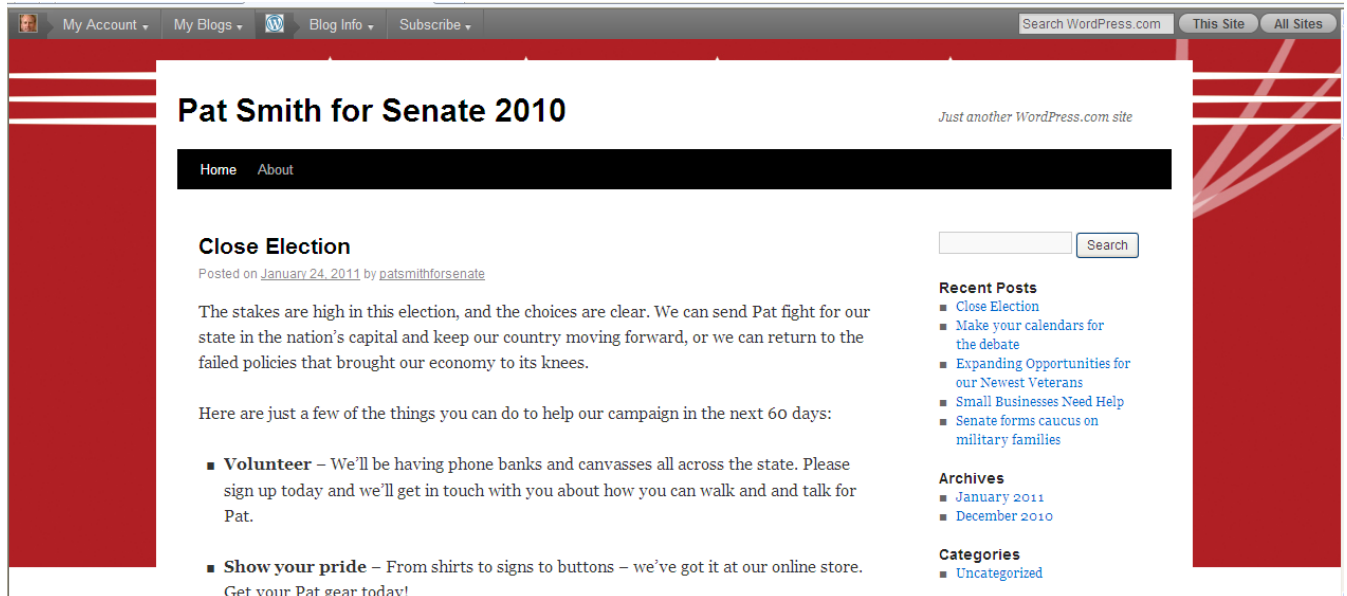 My Account My Blogs Blog Info Subscribe Search WordPress.com This Site All Sites
Pat Smith for Senate 2010
Just another WordPress.com site
Home About
Close Election
Posted on January 24, 2011 by patsmithforsenate
The stakes are high in this election, and the choices are clear. We can send Pat fight for our
state in the nation's capital and keep our country moving forward, or we can return to the
failed policies that brought our economy to its knees.
Here are just a few of the things you can do to help our campaign in the next 60 days:
Volunteer – We'll be having phone banks and canvasses all across the state. Please
sign up today and we'll get in touch with you about how you can walk and and talk for
Pat.
Show your pride – From shirts to signs to buttons – we've got it at our online store.
Get your Pat gear today!
Search
Recent Posts
Close Election
Make your calendars for
the debate
Expanding Opportunities for
our Newest Veterans
Small Businesses Need Help
Senate forms caucus on
military families
Archives
January 2011
December 2010
Categories
Uncategorized